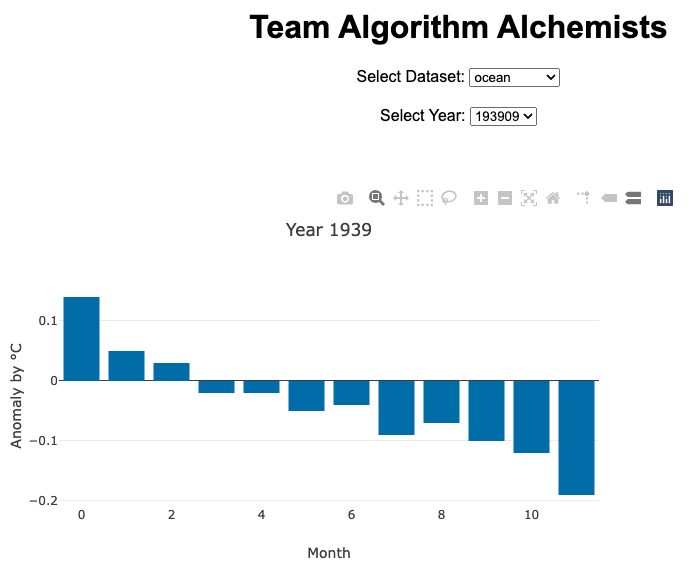 Team Algorithm Alchemists
Select Dataset: ocean
Select Year: 193909
Year 1939
0.1
0
−0.1
−0.2
Anomaly by °C
0 2 4 6 8 10
Month